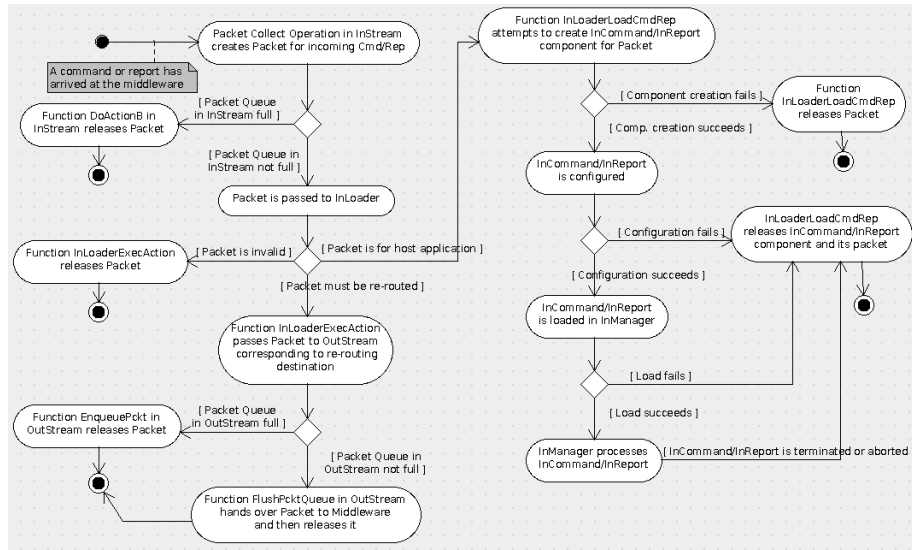 Packet Collect Operation in InStream
creates Packet for incoming Cmd/Rep
A command or report has
arrived at the middleware
[ Packet Queue
in InStream full ]
Function DoActionB in
InStream releases Packet
[ Packet Queue in
InStream not full ]
Packet is passed to InLoader
[ Packet is invalid ]
[ Packet is for host application ]
Function InLoaderExecAction
releases Packet
[ Packet must be re-routed ]
Function InLoaderExecAction
passes Packet to OutStream
corresponding to re-routing
destination
[ Packet Queue
in OutStream full ]
Function EnqueuePckt in
OutStream releases Packet
[ Packet Queue in
OutStream not full ]
Function FlushPcktQueue in OutStream
hands over Packet to Middleware
and then releases it
Function InLoaderLoadCmdRep
attempts to create InCommand/InReport
component for Packet
[ Component creation fails ]
Function
InLoaderLoadCmdRep
releases Packet
[ Comp. creation succeeds ]
InCommand/InReport
is configured
[ Configuration fails ]
InLoaderLoadCmdRep
releases InCommand/InReport
component and its packet
[ Configuration succeeds ]
InCommand/InReport
is loaded in InManager
[ Load fails ]
[ Load succeeds ]
InManager processes
InCommand/InReport
[ InCommand/InReport is terminated or aborted ]